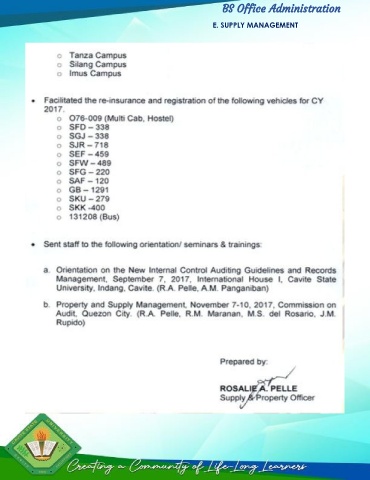 BS Office Administration
E. SUPPLY MANAGEMENT
o Tanza Campus
o Silang Campus
o Imus Campus
• Facilitated the re-insurance and registration of the following vehicles for CY
2017.
o O76-009 (Multi Cab, Hostel)
o SFD – 338
o SGJ – 338
o SJR – 718
o SEF – 459
o SFW – 489
o SFG – 220
o SAF – 120
o GB – 1291
o SKU – 279
o SKK -400
o 131208 (Bus)
• Sent staff to the following orientation/ seminars & trainings:
a. Orientation on the New Internal Control Auditing Guidelines and Records
Management, September 7, 2017, International House I, Cavite State
University, Indang, Cavite. (R.A. Pelle, A.M. Panganiban)
b. Property and Supply Management, November 7-10, 2017, Commission on
Audit, Quezon City. (R.A. Pelle, R.M. Maranan, M.S. del Rosario, J.M.
Rupido)
Prepared by:
ROSALIE A. PELLE
Supply & Property Officer
Creating a Community of Life-Long Learners